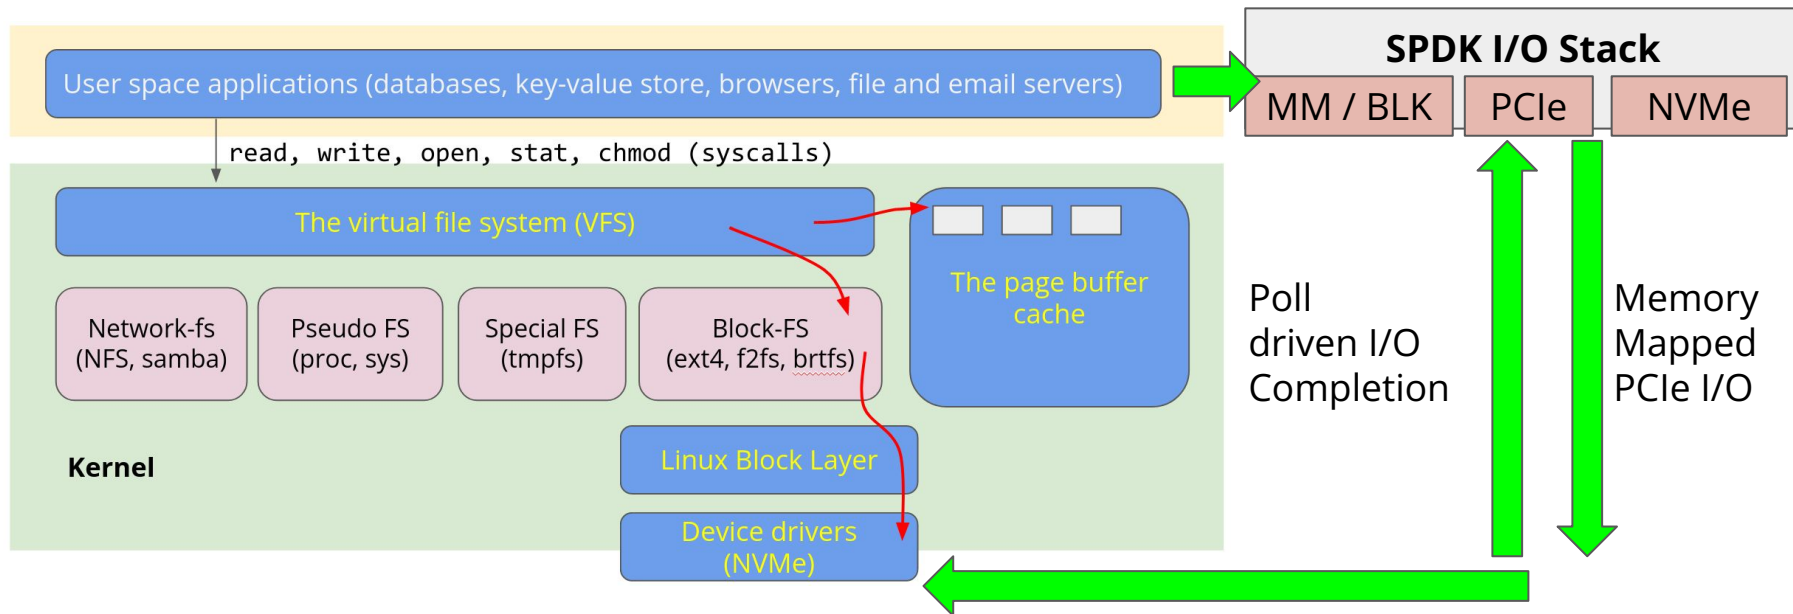 User space applications (databases, key-value store, browsers, file and email servers)
SPDK I/O Stack
MM / BLK
PCIe
NVMe
read, write, open, stat, chmod (syscalls)
The virtual file system (VFS)
The page buffer
cache
Network-fs
(NFS, samba)
Pseudo FS
(proc, sys)
Special FS
(tmpfs)
Block-FS
(ext4, f2fs, brtfs)
Kernel
Linux Block Layer
Device drivers
(NVMe)
Poll
driven I/O
Completion
Memory
Mapped
PCIe I/O